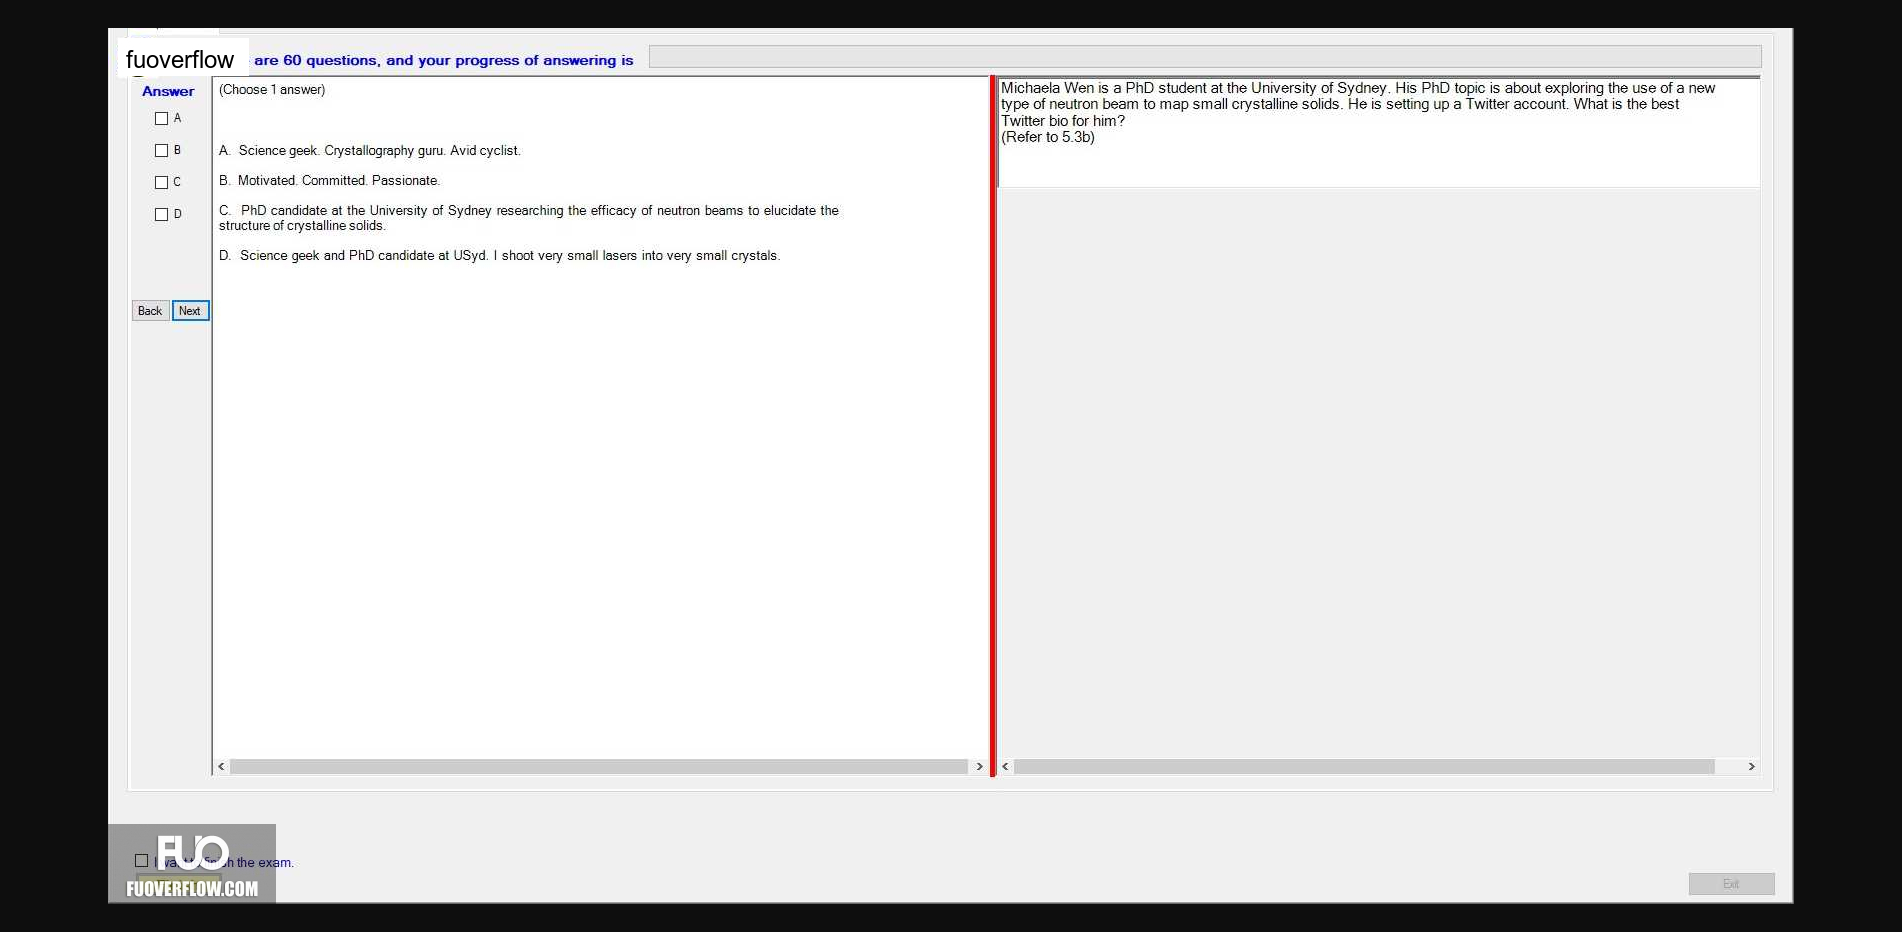 fuoverflow are 60 questions, and your progress of answering is
Answer
A
B
C
D
Back Next
(Choose 1 answer)
A. Science geek. Crystallography guru. Avid cyclist.
B. Motivated. Committed. Passionate.
C. PhD candidate at the University of Sydney researching the efficacy of neutron beams to elucidate the
structure of crystalline solids.
D. Science geek and PhD candidate at USyd. I shoot very small lasers into very small crystals.
Michaela Wen is a PhD student at the University of Sydney. His PhD topic is about exploring the use of a new
type of neutron beam to map small crystalline solids. He is setting up a Twitter account. What is the best
Twitter bio for him?
(Refer to 5.3b)
FUO
I want to finish the exam.
FUOVERFLOW.COM
Exit